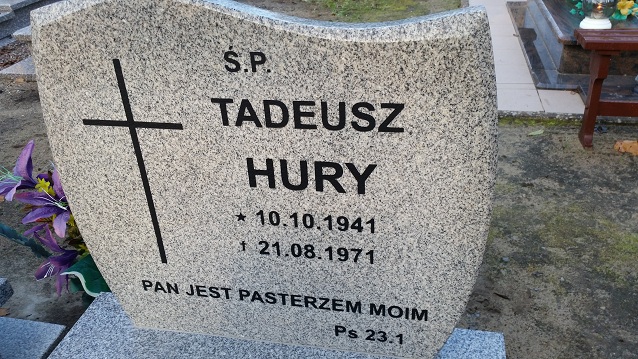 Ś.P.
TADEUSZ
HURY
★ 10.10.1941
† 21.08.1971
PAN JEST PASTERZEM MOIM
Ps 23.1